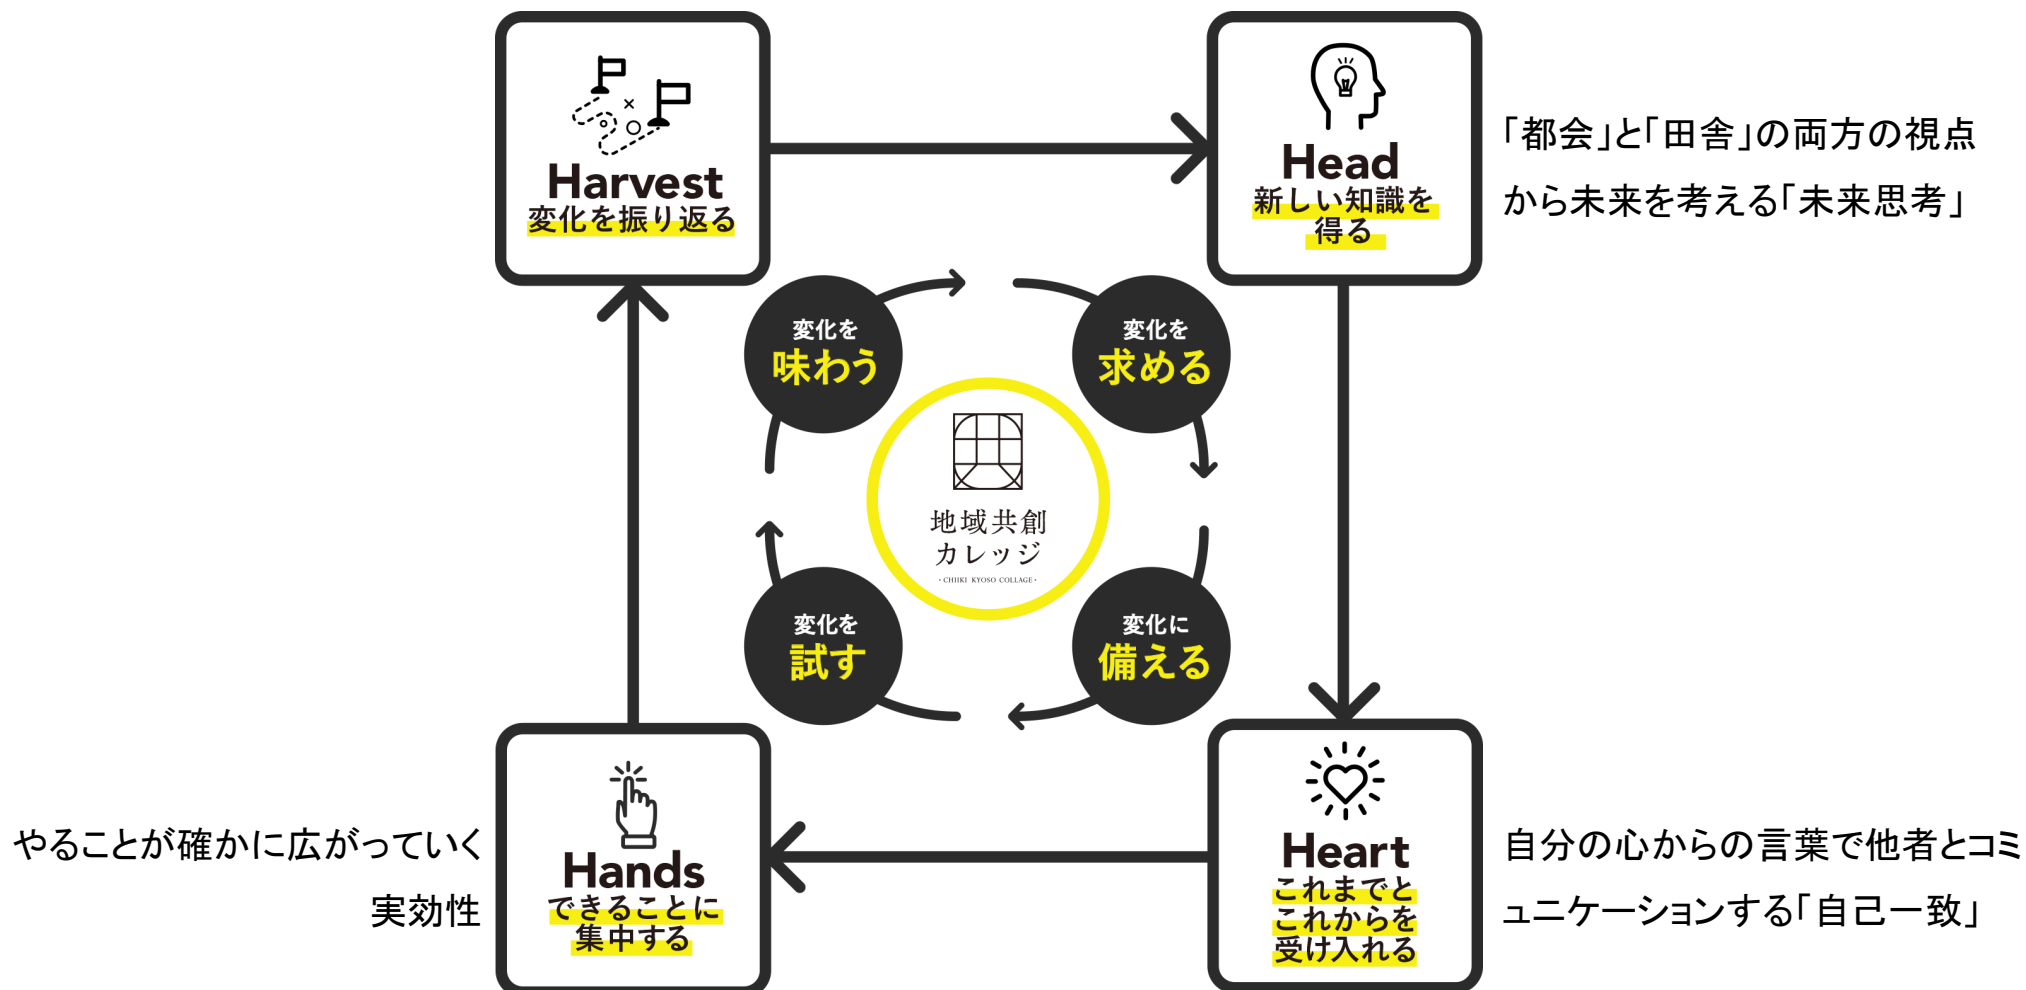 Harvest
変化を振り返る
Head
新しい知識を
得る
「都会」と「田舎」の両方の視点
から未来を考える「未来思考」
変化を
味わう
変化を
求める
地域共創
カレッジ
・CHIIKI KYOSO COLLAGE・
変化を
試す
変化に
備える
やることが確かに広がっていく
実効性
Hands
できることに
集中する
Heart
これまでと
これからを
受け入れる
自分の心からの言葉で他者とコミ
ュニケーションする「自己一致」